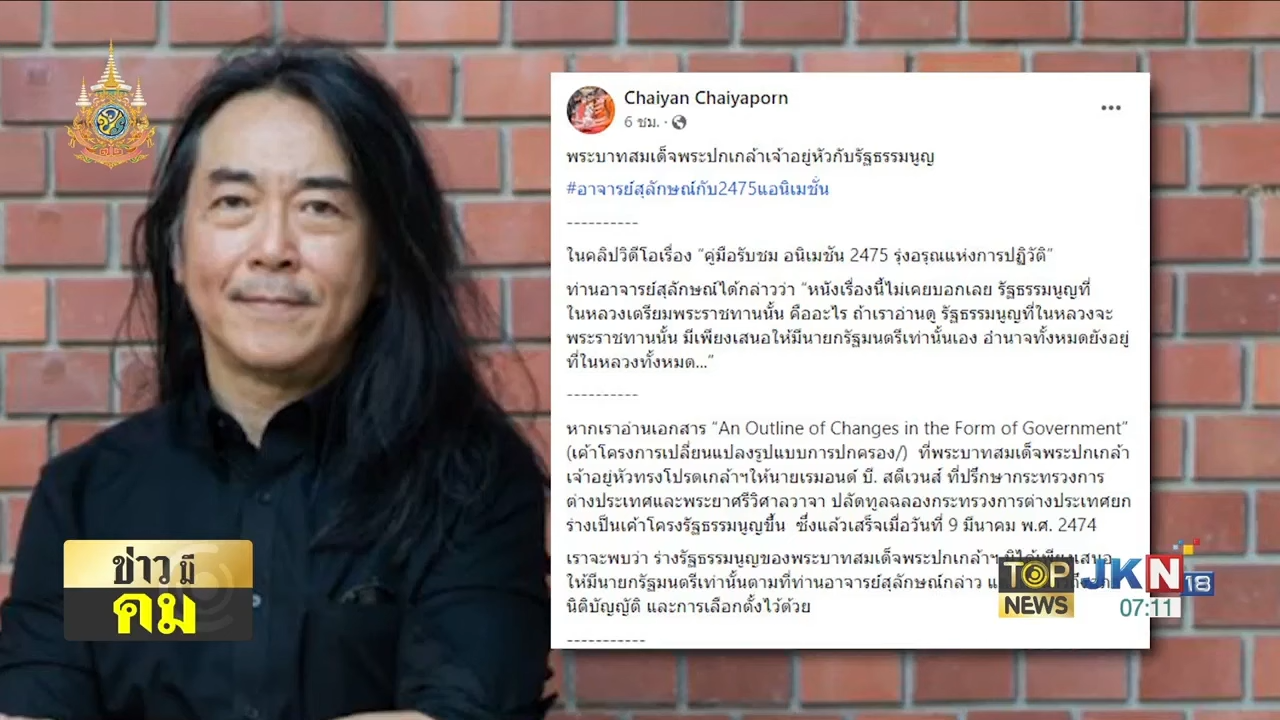 Chaiyan Chaiyaporn
6 ชม. ·
พระบาทสมเด็จพระปกเกล้าเจ้าอยู่หัวกับรัฐธรรมนูญ
#อาจารย์สุลักษณ์กับ2475แอนิเมชั่น
----------
ในคลิปวิดีโอเรื่อง “คู่มือรับชม อนิเมชัน 2475 รุ่งอรุณแห่งการปฏิวัติ”
ท่านอาจารย์สุลักษณ์ได้กล่าวว่า “หนังเรื่องนี้ไม่เคยบอกเลย รัฐธรรมนูญที่
ในหลวงเตรียมพระราชทานนั้น คืออะไร ถ้าเราอ่านดู รัฐธรรมนูญที่ในหลวงจะ
พระราชทานนั้น มีเพียงเสนอให้มีนายกรัฐมนตรีเท่านั้นเอง อำนาจทั้งหมดยังอยู่
ที่ในหลวงทั้งหมด...”
----------
หากเราอ่านเอกสาร “An Outline of Changes in the Form of Government”
(เค้าโครงการเปลี่ยนแปลงรูปแบบการปกครอง/) ที่พระบาทสมเด็จพระปกเกล้า
เจ้าอยู่หัวทรงโปรดเกล้าฯให้นายเรมอนด์ บี. สตีเวนส์ ที่ปรึกษากระทรวงการ
ต่างประเทศและพระยาศรีวิศาลวาจา ปลัดทูลฉลองกระทรวงการต่างประเทศยก
ร่างเป็นเค้าโครงรัฐธรรมนูญขึ้น ซึ่งแล้วเสร็จเมื่อวันที่ 9 มีนาคม พ.ศ. 2474
เราจะพบว่า ร่างรัฐธรรมนูญของพระบาทสมเด็จพระปกเกล้าฯ มิได้เพียงเสนอ
ให้มีนายกรัฐมนตรีเท่านั้นตามที่ท่านอาจารย์สุลักษณ์กล่าว
นิติบัญญัติ และการเลือกตั้งไว้ด้วย
-----------
ข่าวมี
คม
TOP
NEWS
JKN
18
07:11